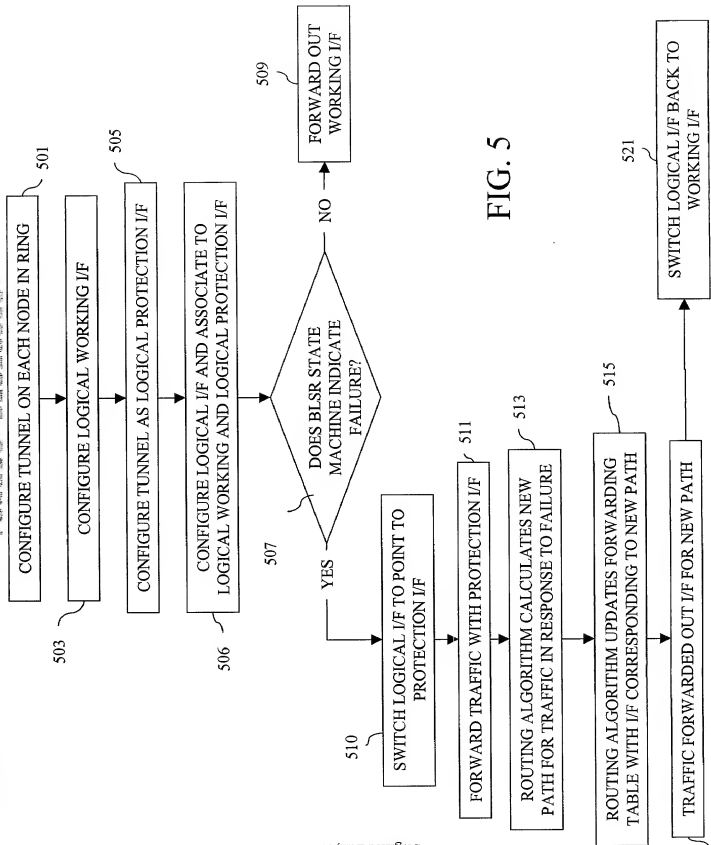 501
CONFIGURE TUNNEL ON EACH NODE IN RING
503
CONFIGURE LOGICAL WORKING I/F
505
CONFIGURE TUNNEL AS LOGICAL PROTECTION I/F
506
CONFIGURE LOGICAL I/F AND ASSOCIATE TO
LOGICAL WORKING AND LOGICAL PROTECTION I/F
507
DOES BLSR STATE
MACHINE INDICATE
FAILURE?
NO
509
FORWARD OUT
WORKING I/F
YES
510
SWITCH LOGICAL I/F TO POINT TO
PROTECTION I/F
511
FORWARD TRAFFIC WITH PROTECTION I/F
513
ROUTING ALGORITHM CALCULATES NEW
PATH FOR TRAFFIC IN RESPONSE TO FAILURE
515
ROUTING ALGORITHM UPDATES FORWARDING
TABLE WITH I/F CORRESPONDING TO NEW PATH
TRAFFIC FORWARDED OUT I/F FOR NEW PATH
521
SWITCH LOGICAL I/F BACK TO
WORKING I/F
FIG. 5